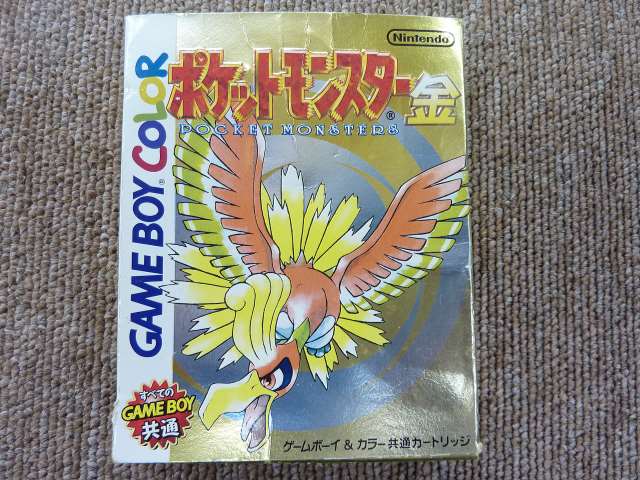 Nintendo
ポケットモンスター金
POCKET MONSTERS
GAME BOY COLOR
すべての
GAME BOY
共通
ゲームボーイ & カラー共通カートリッジ